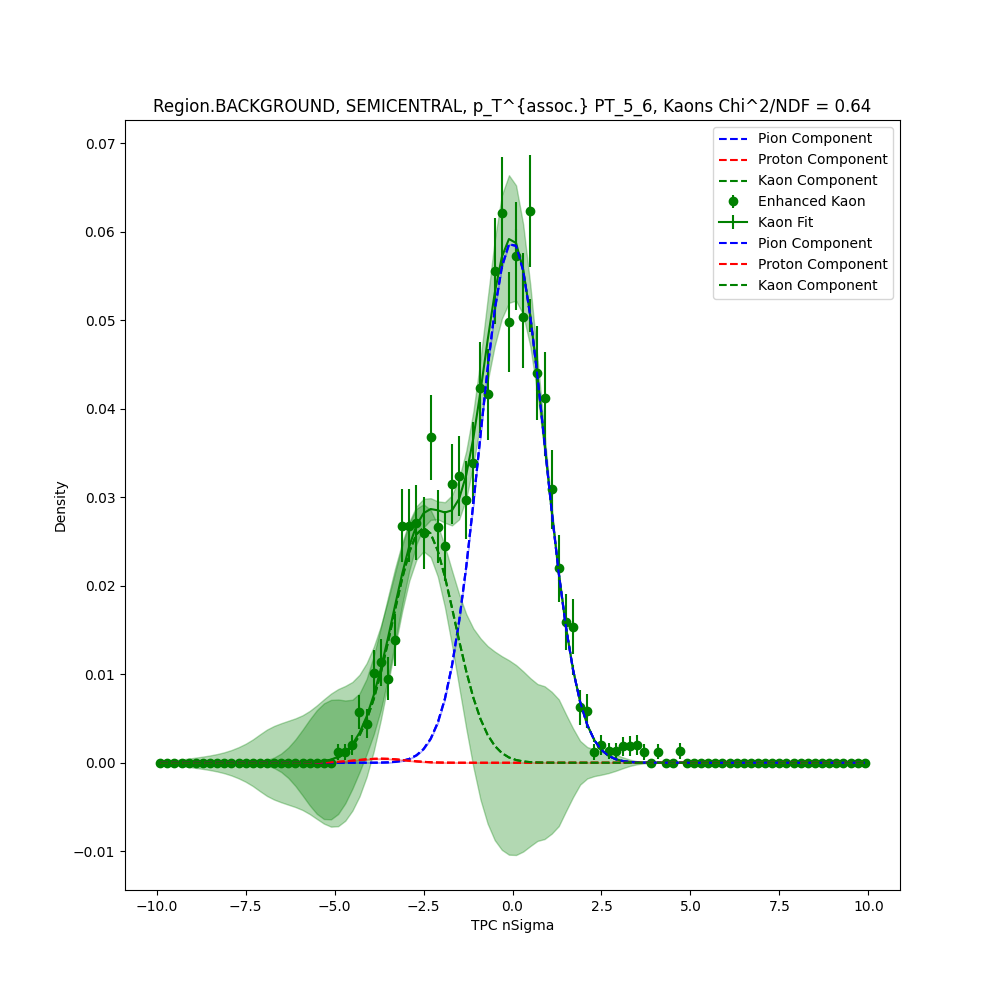 Region.BACKGROUND, SEMICENTRAL, p_T^{assoc.} PT_5_6, Kaons Chi^2/NDF = 0.64
Pion Component
Proton Component
Kaon Component
Enhanced Kaon
Kaon Fit
Pion Component
Proton Component
Kaon Component
0.07
0.06
0.05
0.04
0.03
0.02
0.01
0.00
−0.01
Density
−10.0 −7.5 −5.0 −2.5 0.0 2.5 5.0 7.5 10.0
TPC nSigma